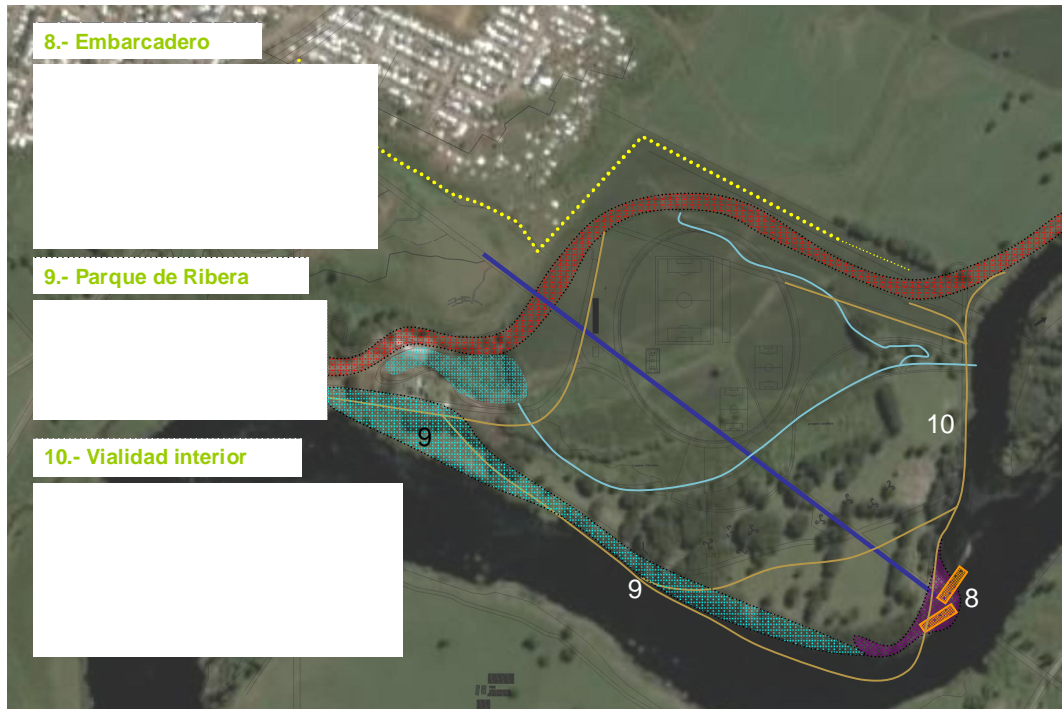 8.- Embarcadero
9.- Parque de Ribera
10.- Vialidad interior
9
10
9
8